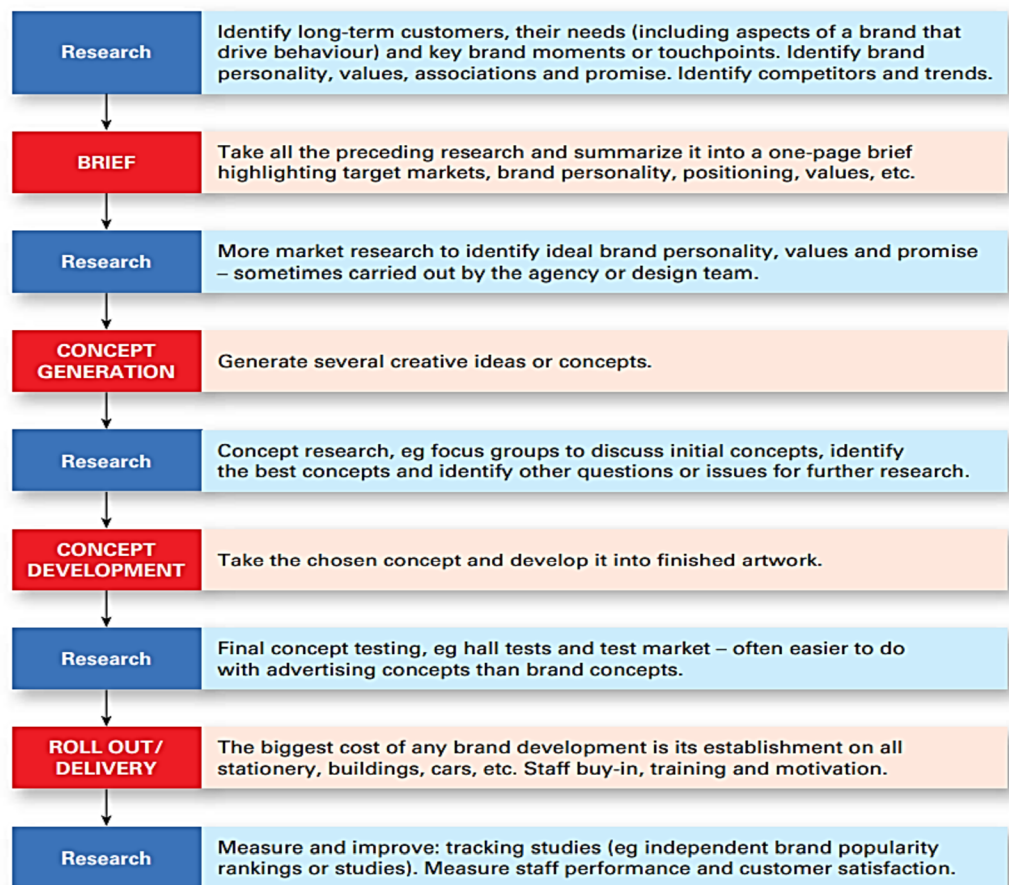 Research
Identify long-term customers, their needs (including aspects of a brand that
drive behaviour) and key brand moments or touchpoints. Identify brand
personality, values, associations and promise. Identify competitors and trends.
BRIEF
Take all the preceding research and summarize it into a one-page brief
highlighting target markets, brand personality, positioning, values, etc.
Research
More market research to identify ideal brand personality, values and promise
– sometimes carried out by the agency or design team.
CONCEPT
GENERATION
Generate several creative ideas or concepts.
Research
Concept research, eg focus groups to discuss initial concepts, identify
the best concepts and identify other questions or issues for further research.
CONCEPT
DEVELOPMENT
Take the chosen concept and develop it into finished artwork.
Research
Final concept testing, eg hall tests and test market – often easier to do
with advertising concepts than brand concepts.
ROLL OUT/
DELIVERY
The biggest cost of any brand development is its establishment on all
stationery, buildings, cars, etc. Staff buy-in, training and motivation.
Research
Measure and improve: tracking studies (eg independent brand popularity
rankings or studies). Measure staff performance and customer satisfaction.